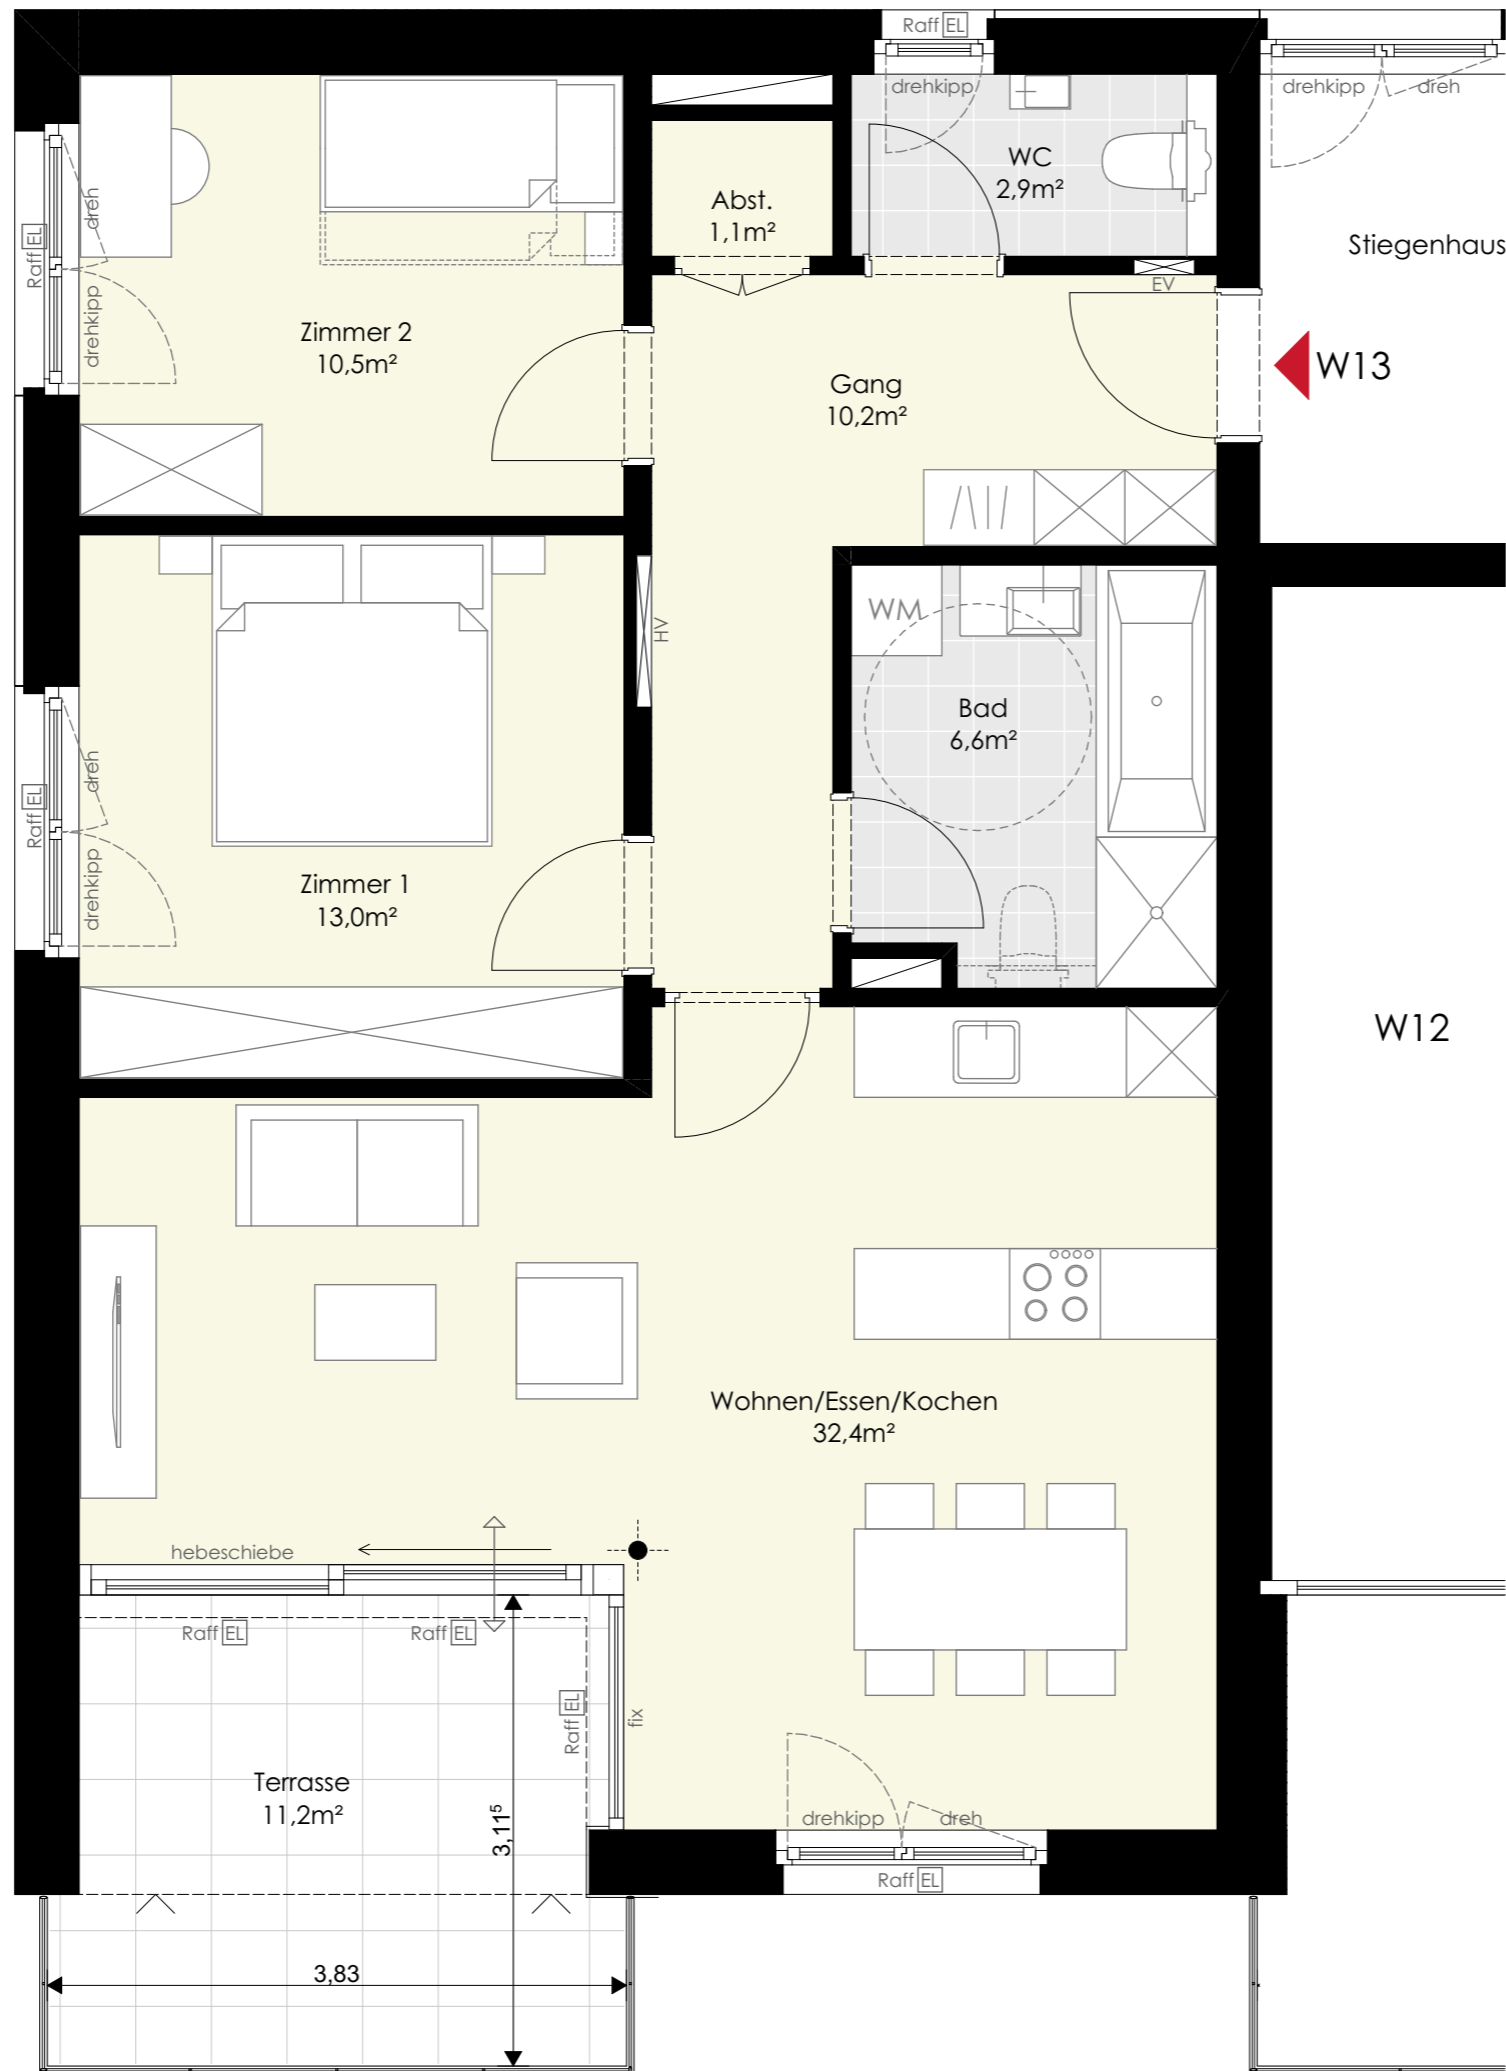 Raff EL
drehkipp
drehkipp
dreh
WC
2,9m²
Abst.
1,1m²
Stiegenhaus
dreh
Raff EL
drehkipp
EV
Zimmer 2
10,5m²
W13
Gang
10,2m²
HV
WM
Bad
6,6m²
dreh
Raff EL
drehkipp
Zimmer 1
13,0m²
W12
Wohnen/Essen/Kochen
32,4m²
hebeschiebe
Raff EL
Raff EL
Raff EL
fix
Terrasse
11,2m²
3,11⁵
drehkipp
dreh
Raff EL
3,83